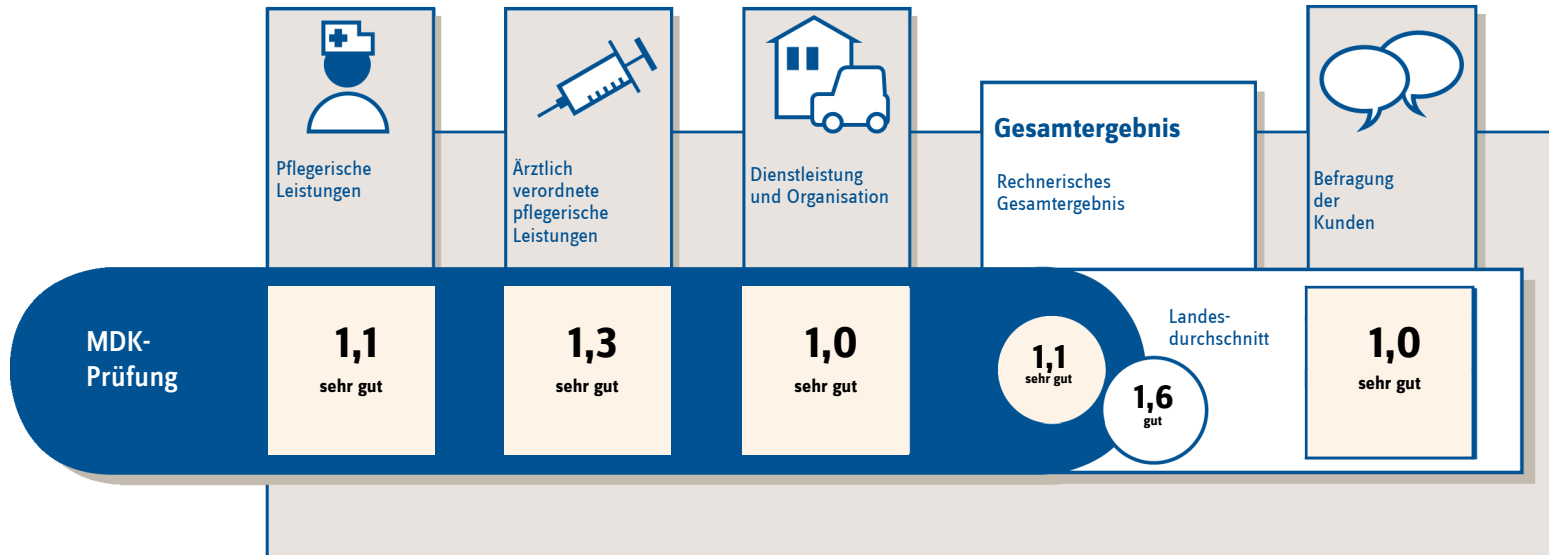 Pflegerische
Leistungen
Ärztlich
verordnete
pflegerische
Leistungen
Dienstleistung
und Organisation
Gesamtergebnis
Rechnerisches
Gesamtergebnis
Befragung
der
Kunden
MDK-
Prüfung
1,1
sehr gut
1,3
sehr gut
1,0
sehr gut
1,1
sehr gut
Landes-
durchschnitt
1,6
gut
1,0
sehr gut